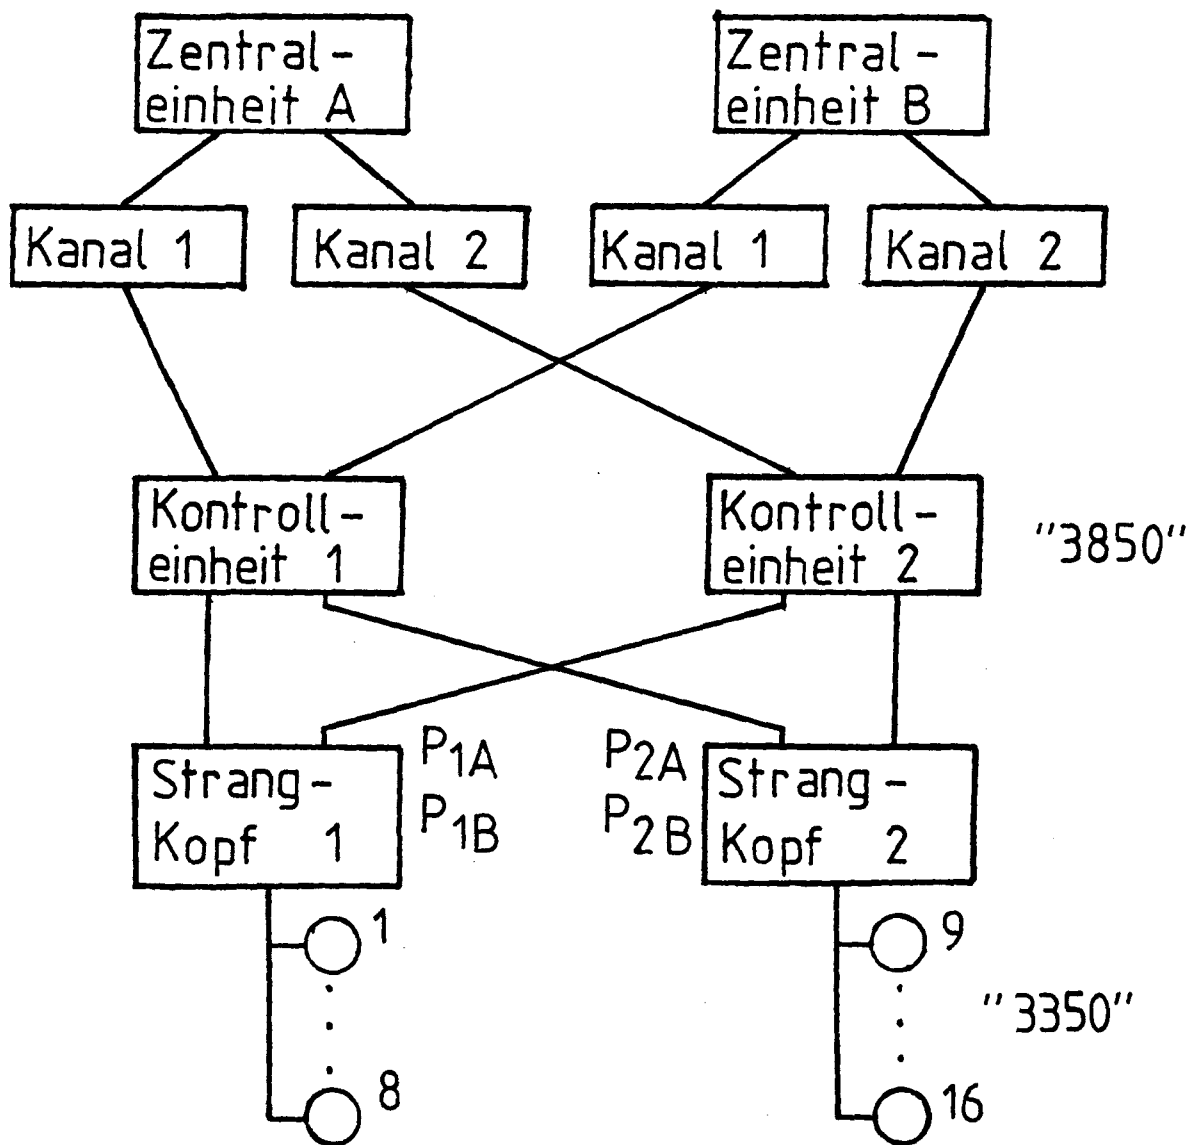 Zentral-
einheit A
Zentral-
einheit B
Kanal 1
Kanal 2
Kanal 1
Kanal 2
Kontroll-
einheit 1
Kontroll-
einheit 2
"3850"
Strang-
Kopf 1
P1A
P1B
P2A
P2B
Strang-
Kopf 2
1
9
"3350"
8
16